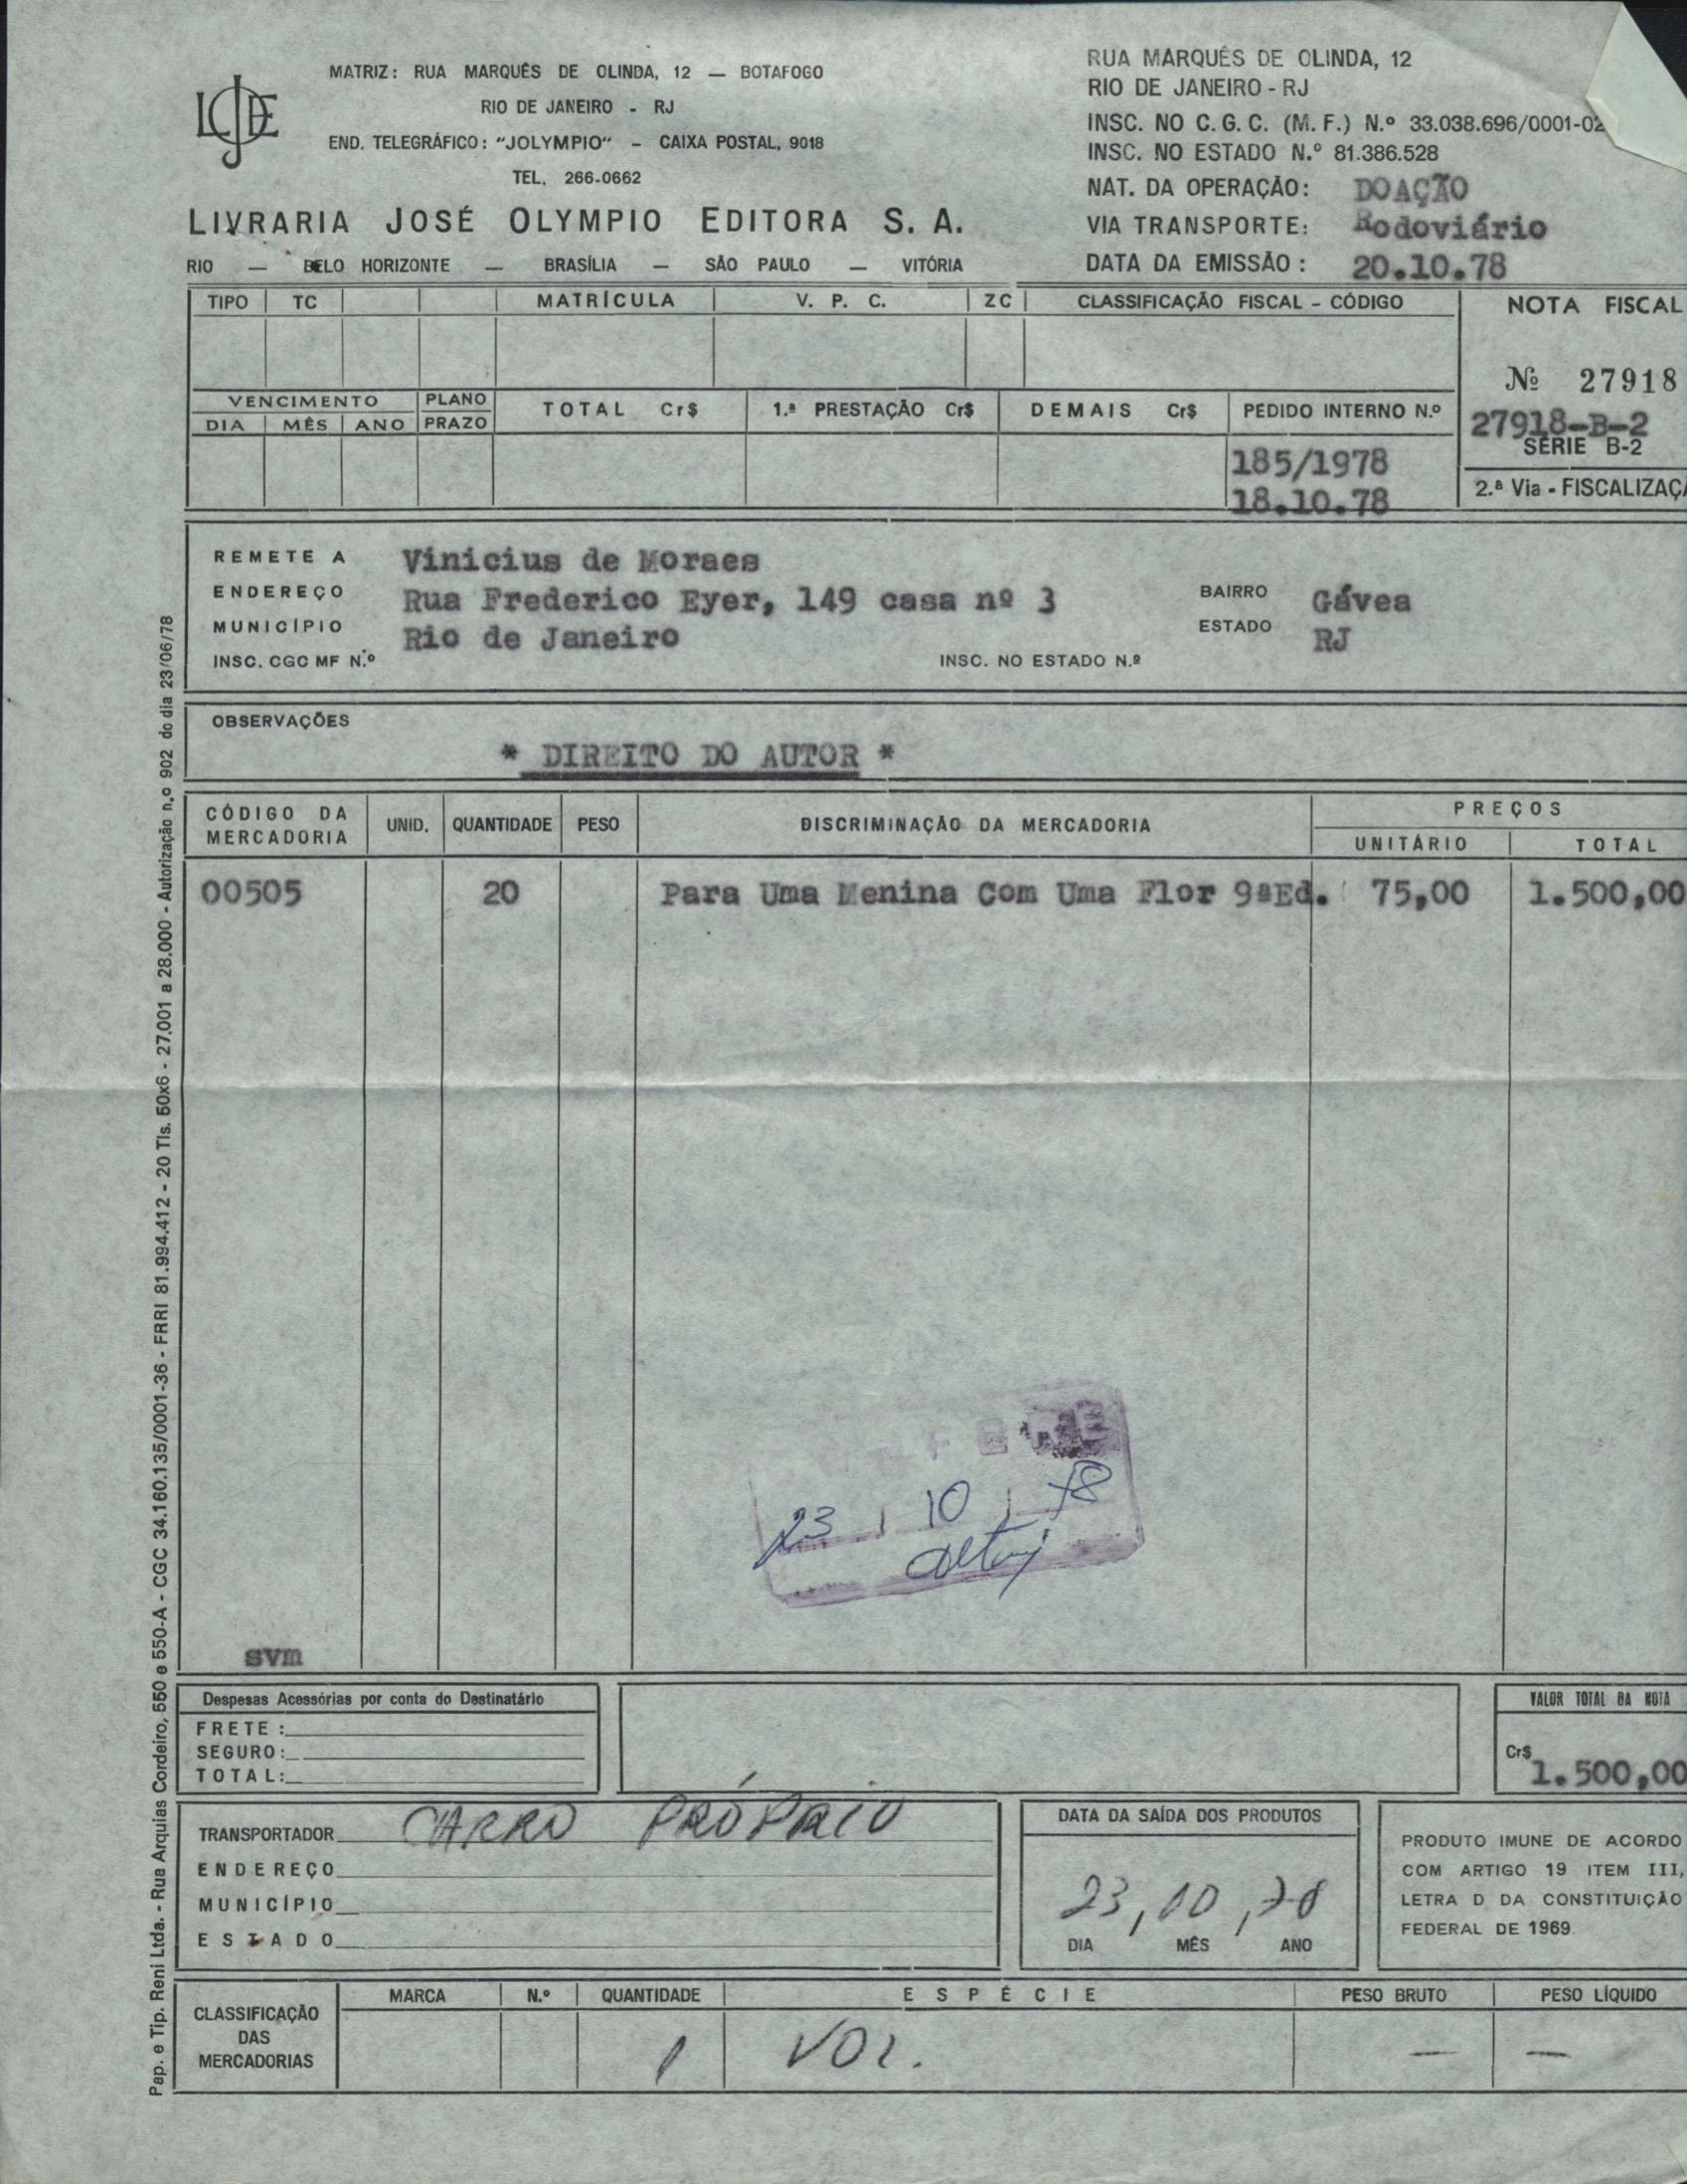 MATRIZ: RUA MARQUÊS DE OLINDA, 12 — BOTAFOGO
RIO DE JANEIRO - RJ
END. TELEGRÁFICO: "JOLYMPIO" - CAIXA POSTAL, 9018
TEL. 266-0662
LIVRARIA JOSÉ OLYMPIO EDITORA S. A.
RIO — BELO HORIZONTE — BRASÍLIA — SÃO PAULO — VITÓRIA
RUA MARQUÊS DE OLINDA, 12
RIO DE JANEIRO - RJ
INSC. NO C.G.C. (M.F.) N.º 33.038.696/0001-02
INSC. NO ESTADO N.º 81.386.528
NAT. DA OPERAÇÃO: DOAÇÃO
VIA TRANSPORTE: Rodoviário
DATA DA EMISSÃO: 20.10.78
TIPO TC MATRÍCULA V. P. C. ZC CLASSIFICAÇÃO FISCAL - CÓDIGO
NOTA FISCAL
Nº 27918
27918-B-2
SÉRIE B-2
2.ª Via - FISCALIZAÇÃ
VENCIMENTO PLANO TOTAL Cr$ 1.ª PRESTAÇÃO Cr$ DEMAIS Cr$ PEDIDO INTERNO N.º
DIA MÊS ANO PRAZO
185/1978
18.10.78
REMETE A Vinicius de Moraes
ENDEREÇO Rua Frederico Eyer, 149 casa nº 3 BAIRRO Gávea
MUNICÍPIO Rio de Janeiro ESTADO RJ
INSC. CGC MF N.º INSC. NO ESTADO N.º
OBSERVAÇÕES
* DIREITO DO AUTOR *
CÓDIGO DA MERCADORIA UNID. QUANTIDADE PESO DISCRIMINAÇÃO DA MERCADORIA PREÇOS
UNITÁRIO TOTAL
00505 20 Para Uma Menina Com Uma Flor 9ªEd. 75,00 1.500,00
23 10 78
svm
Despesas Acessórias por conta do Destinatário
FRETE:
SEGURO:
TOTAL:
VALOR TOTAL DA NOTA
Cr$ 1.500,00
TRANSPORTADOR CARRO PRÓPRIO
ENDEREÇO
MUNICÍPIO
ESTADO
DATA DA SAÍDA DOS PRODUTOS
23, 10, 78
DIA MÊS ANO
PRODUTO IMUNE DE ACORDO
COM ARTIGO 19 ITEM III,
LETRA D DA CONSTITUIÇÃO
FEDERAL DE 1969.
CLASSIFICAÇÃO DAS MERCADORIAS
MARCA N.º QUANTIDADE ESPÉCIE PESO BRUTO PESO LÍQUIDO
1 VOL. — —
Pap. e Tip. Reni Ltda. - Rua Arquias Cordeiro, 550 e 550-A - CGC 34.160.135/0001-36 - FRRI 81.994.412 - 20 Tls. 50x6 - 27.001 a 28.000 - Autorização n.o 902 do dia 23/06/78